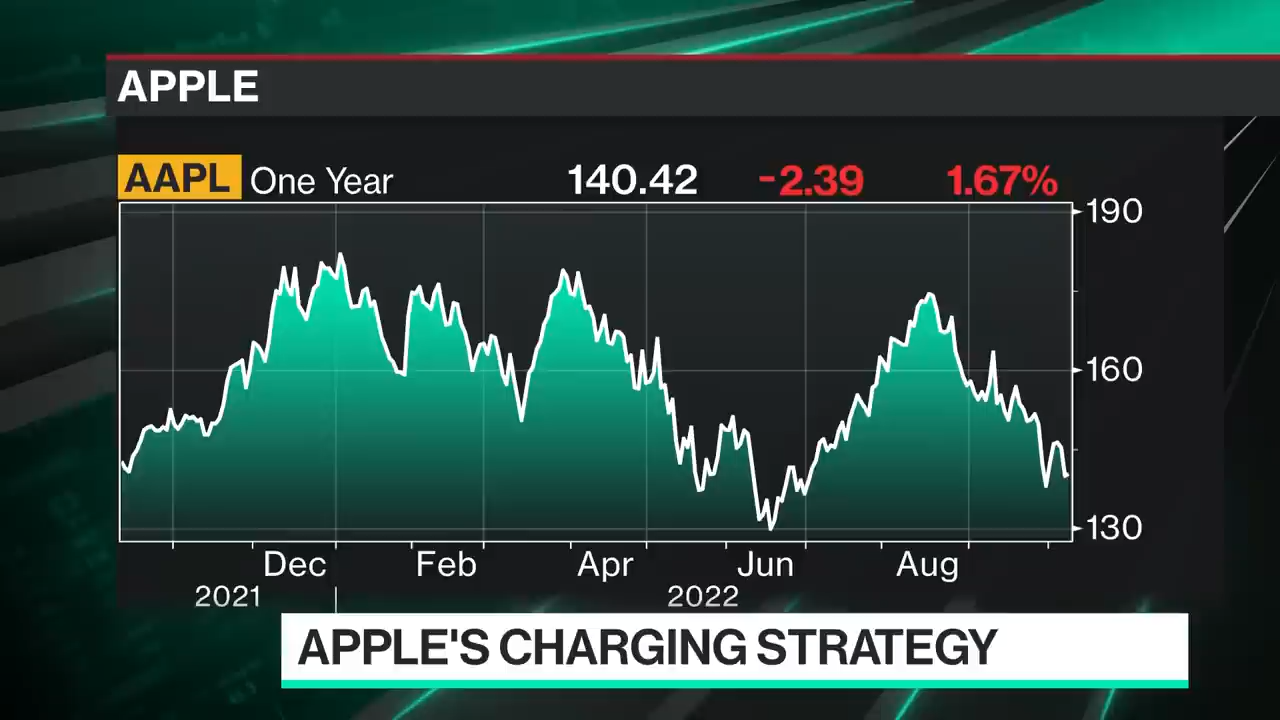 APPLE
AAPL One Year 140.42 -2.39 1.67%
190
160
130
Dec Feb Apr Jun Aug
2021 2022
APPLE'S CHARGING STRATEGY